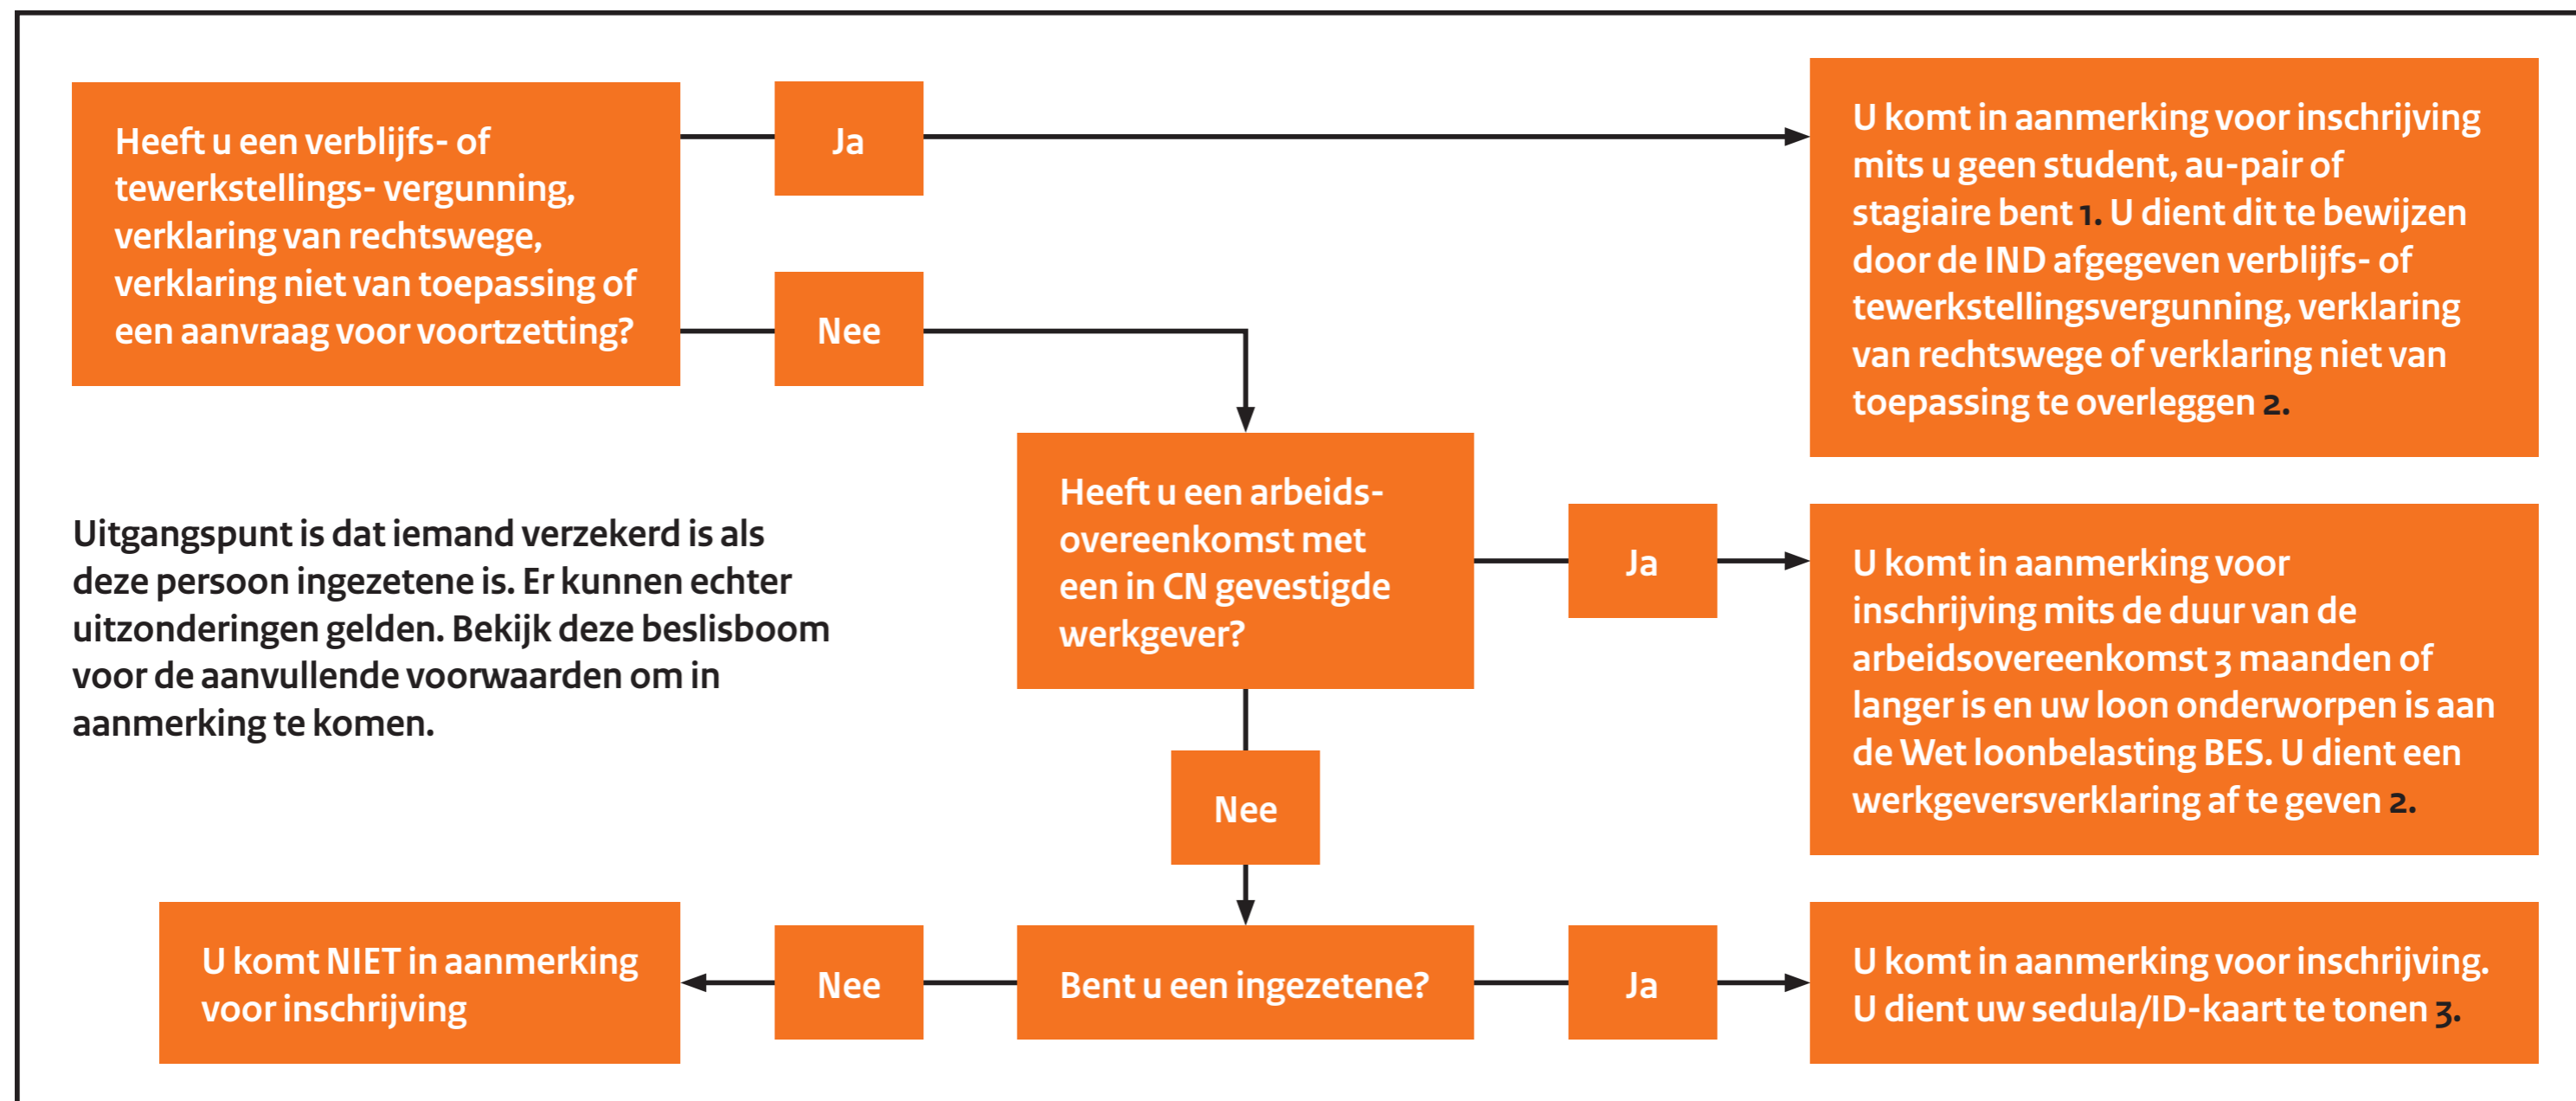 Heeft u een verblijfs- of
tewerkstellings- vergunning,
verklaring van rechtswege,
verklaring niet van toepassing of
een aanvraag voor voortzetting?
Ja
U komt in aanmerking voor inschrijving
mits u geen student, au-pair of
stagiaire bent 1. U dient dit te bewijzen
door de IND afgegeven verblijfs- of
tewerkstellingsvergunning, verklaring
van rechtswege of verklaring niet van
toepassing te overleggen 2.
Nee
Uitgangspunt is dat iemand verzekerd is als
deze persoon ingezetene is. Er kunnen echter
uitzonderingen gelden. Bekijk deze beslisboom
voor de aanvullende voorwaarden om in
aanmerking te komen.
Heeft u een arbeids-
overeenkomst met
een in CN gevestigde
werkgever?
Ja
U komt in aanmerking voor
inschrijving mits de duur van de
arbeidsovereenkomst 3 maanden of
langer is en uw loon onderworpen is aan
de Wet loonbelasting BES. U dient een
werkgeversverklaring af te geven 2.
Nee
U komt NIET in aanmerking
voor inschrijving
Nee
Bent u een ingezetene?
Ja
U komt in aanmerking voor inschrijving.
U dient uw sedula/ID-kaart te tonen 3.